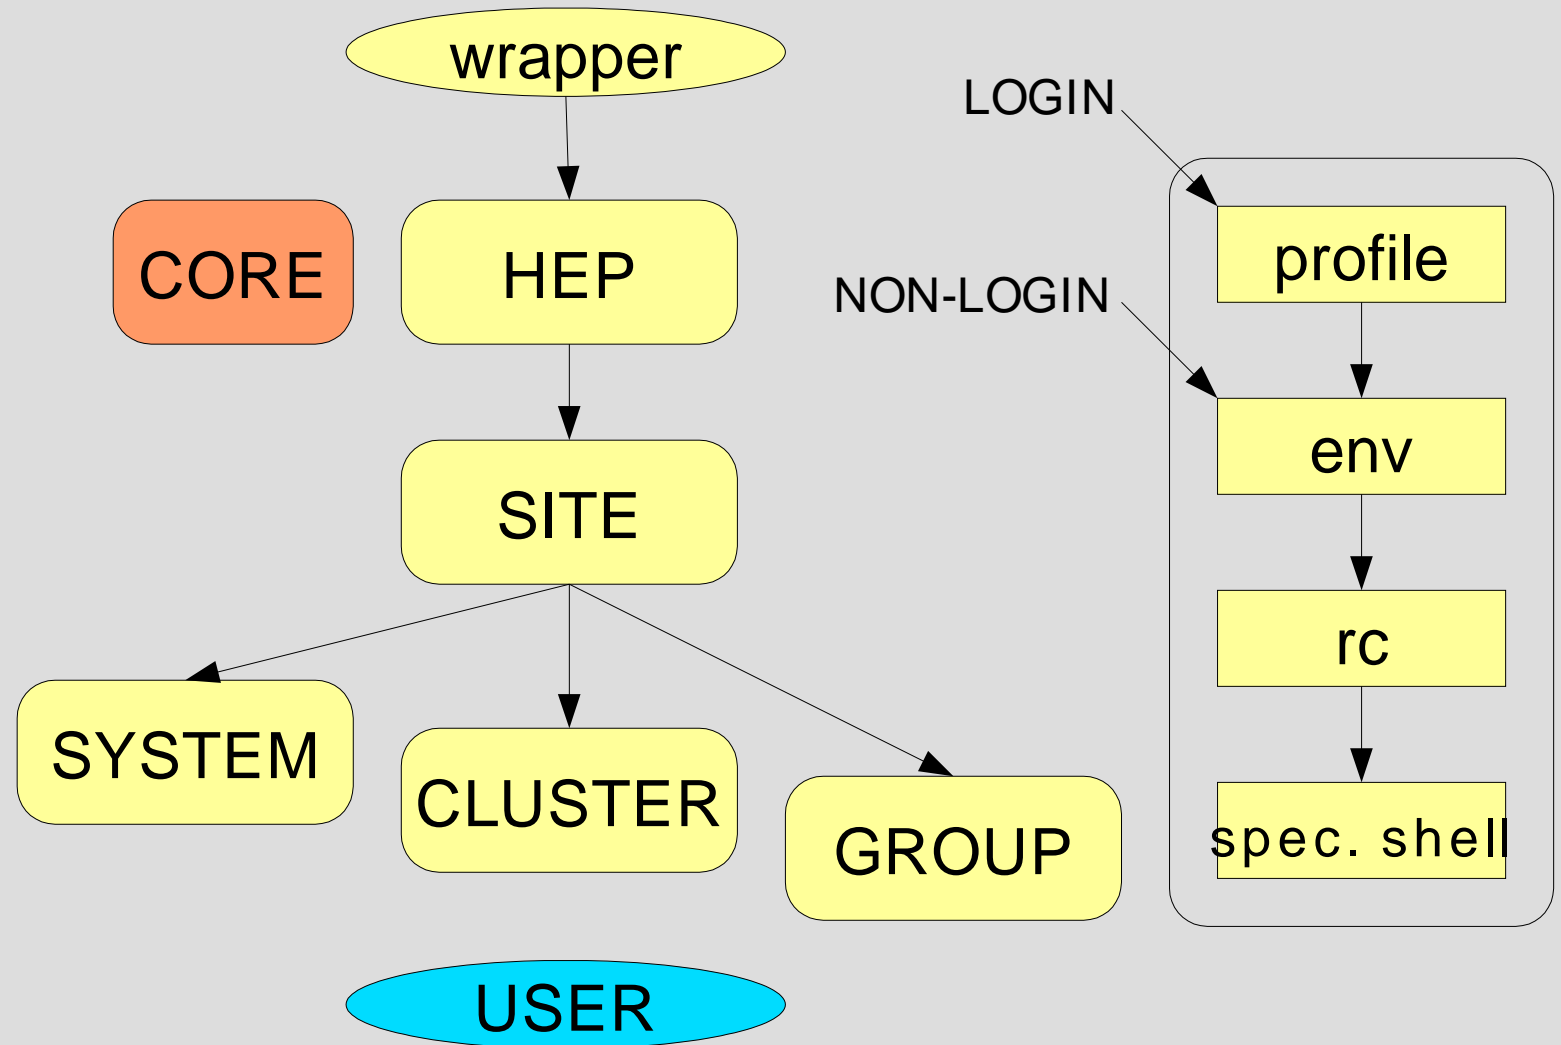 wrapper
LOGIN
CORE
HEP
profile
NON-LOGIN
env
SITE
rc
SYSTEM
CLUSTER
GROUP
spec. shell
USER